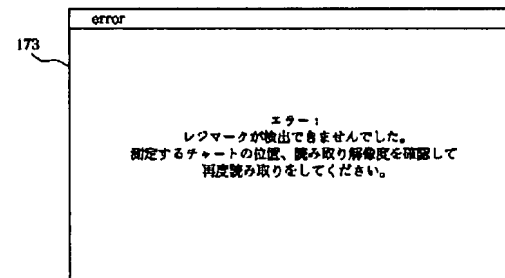 error
173
エラー：
レジマークが検出できませんでした。
測定するチャートの位置、読み取り解像度を確認して
再度読み取りをしてください。